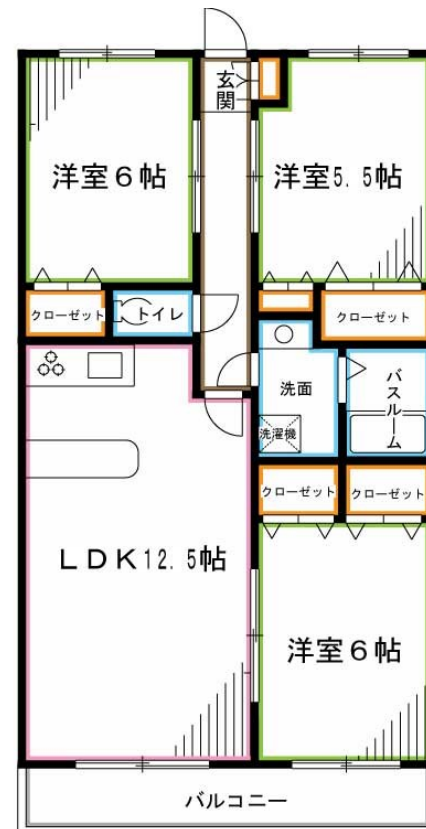 玄関
洋室6帖
洋室5.5帖
クローゼット
トイレ
クローゼット
洗面
バスルーム
洗濯機
クローゼット
クローゼット
LDK12.5帖
洋室6帖
バルコニー